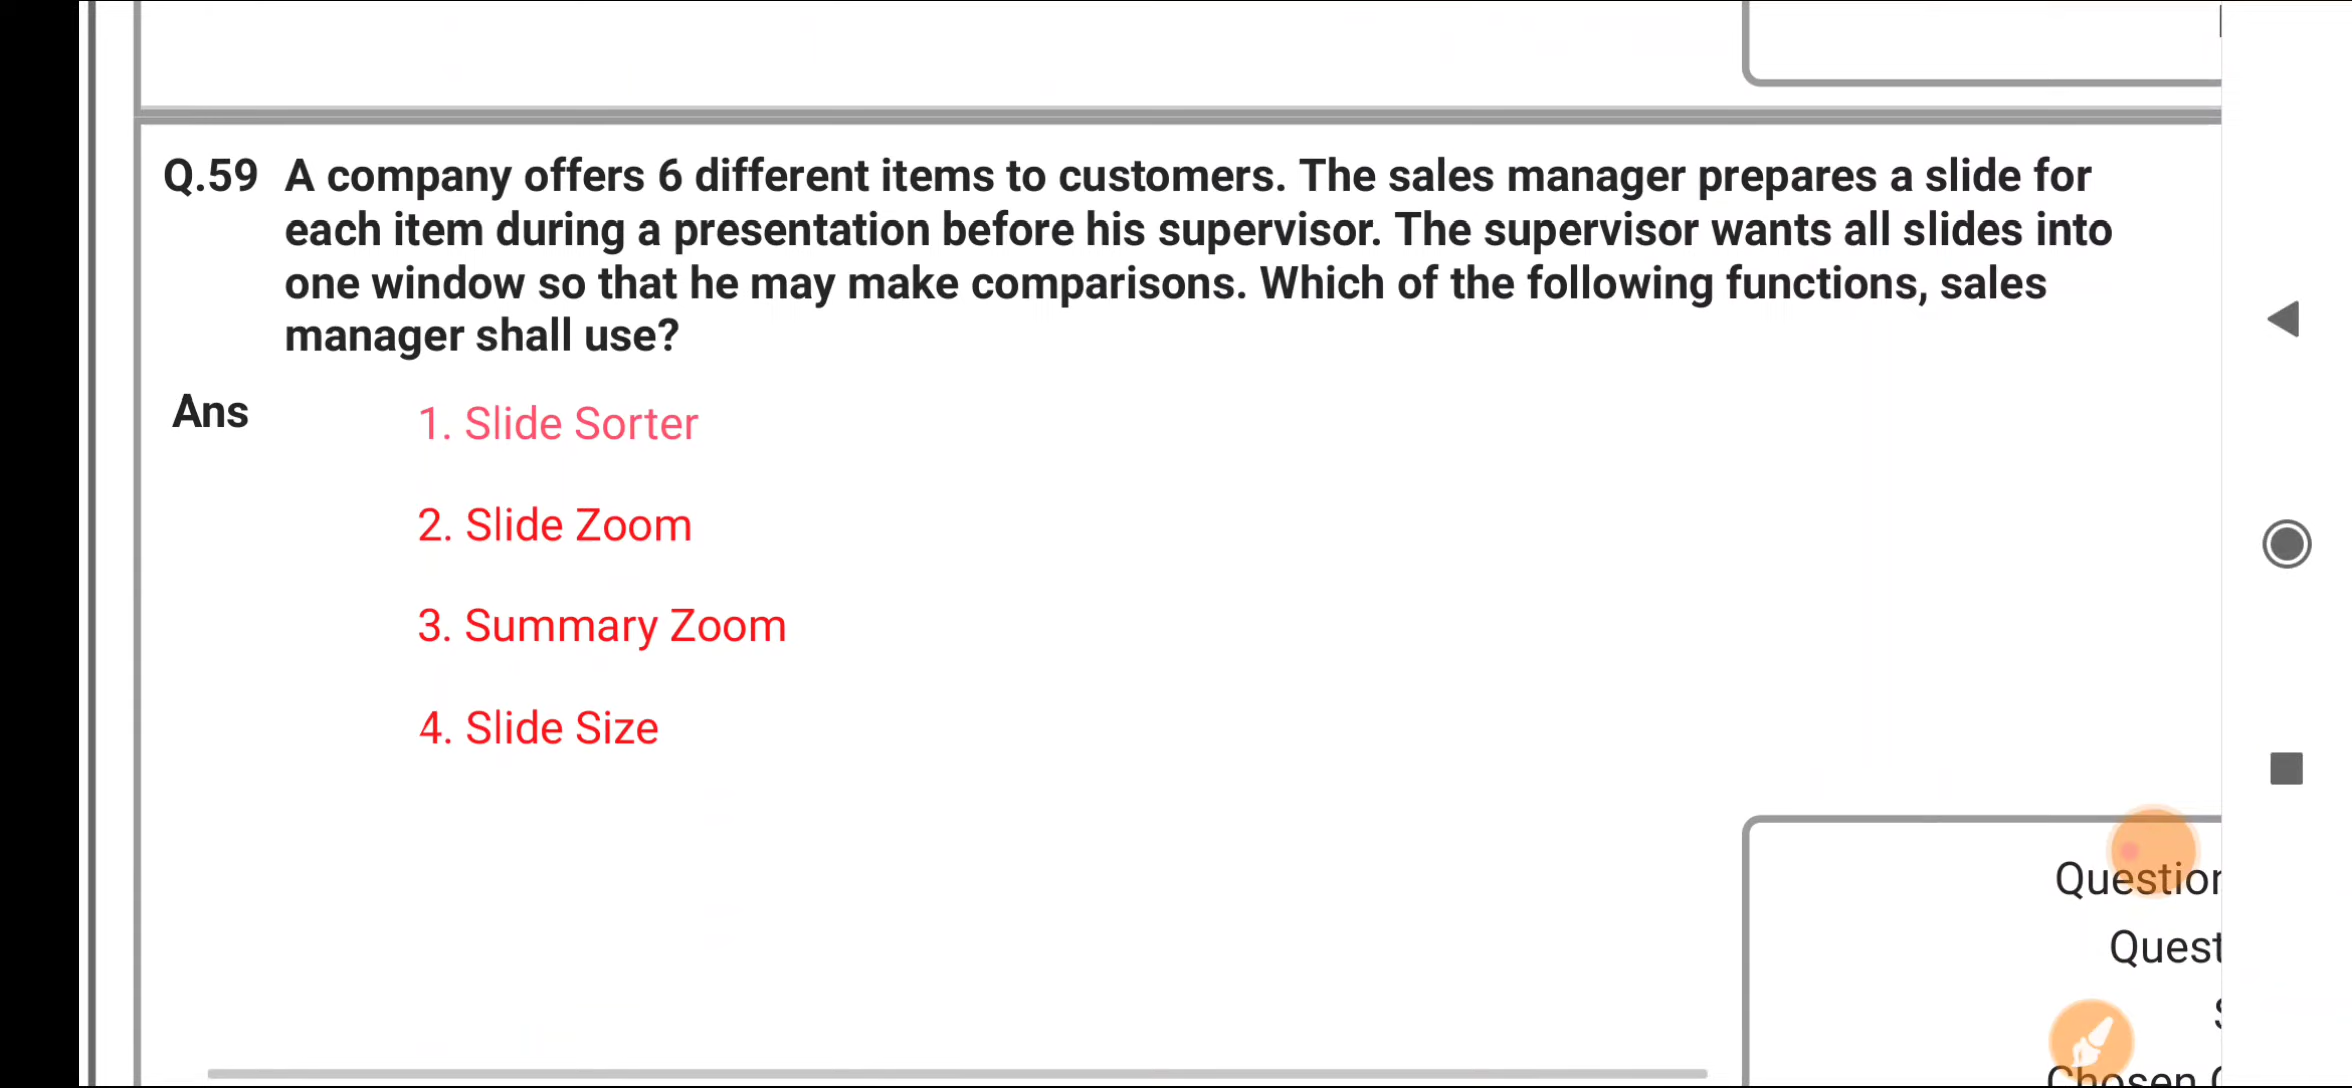 Q.59 A company offers 6 different items to customers. The sales manager prepares a slide for
each item during a presentation before his supervisor. The supervisor wants all slides into
one window so that he may make comparisons. Which of the following functions, sales
manager shall use?
Ans
1. Slide Sorter
2. Slide Zoom
3. Summary Zoom
4. Slide Size
Question
Quest
Chosen